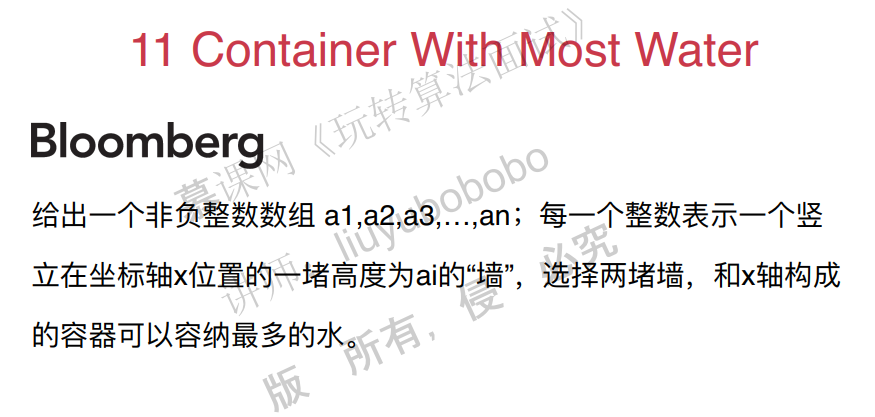 11 Container With Most Water
Bloomberg
给出一个非负整数数组 a1,a2,a3,…,an；每一个整数表示一个竖
立在坐标轴x位置的一堵高度为ai的“墙”，选择两堵墙，和x轴构成
的容器可以容纳最多的水。
慕课网《玩转算法面试》
讲师 liuyubobobo
版 所有，侵 必究